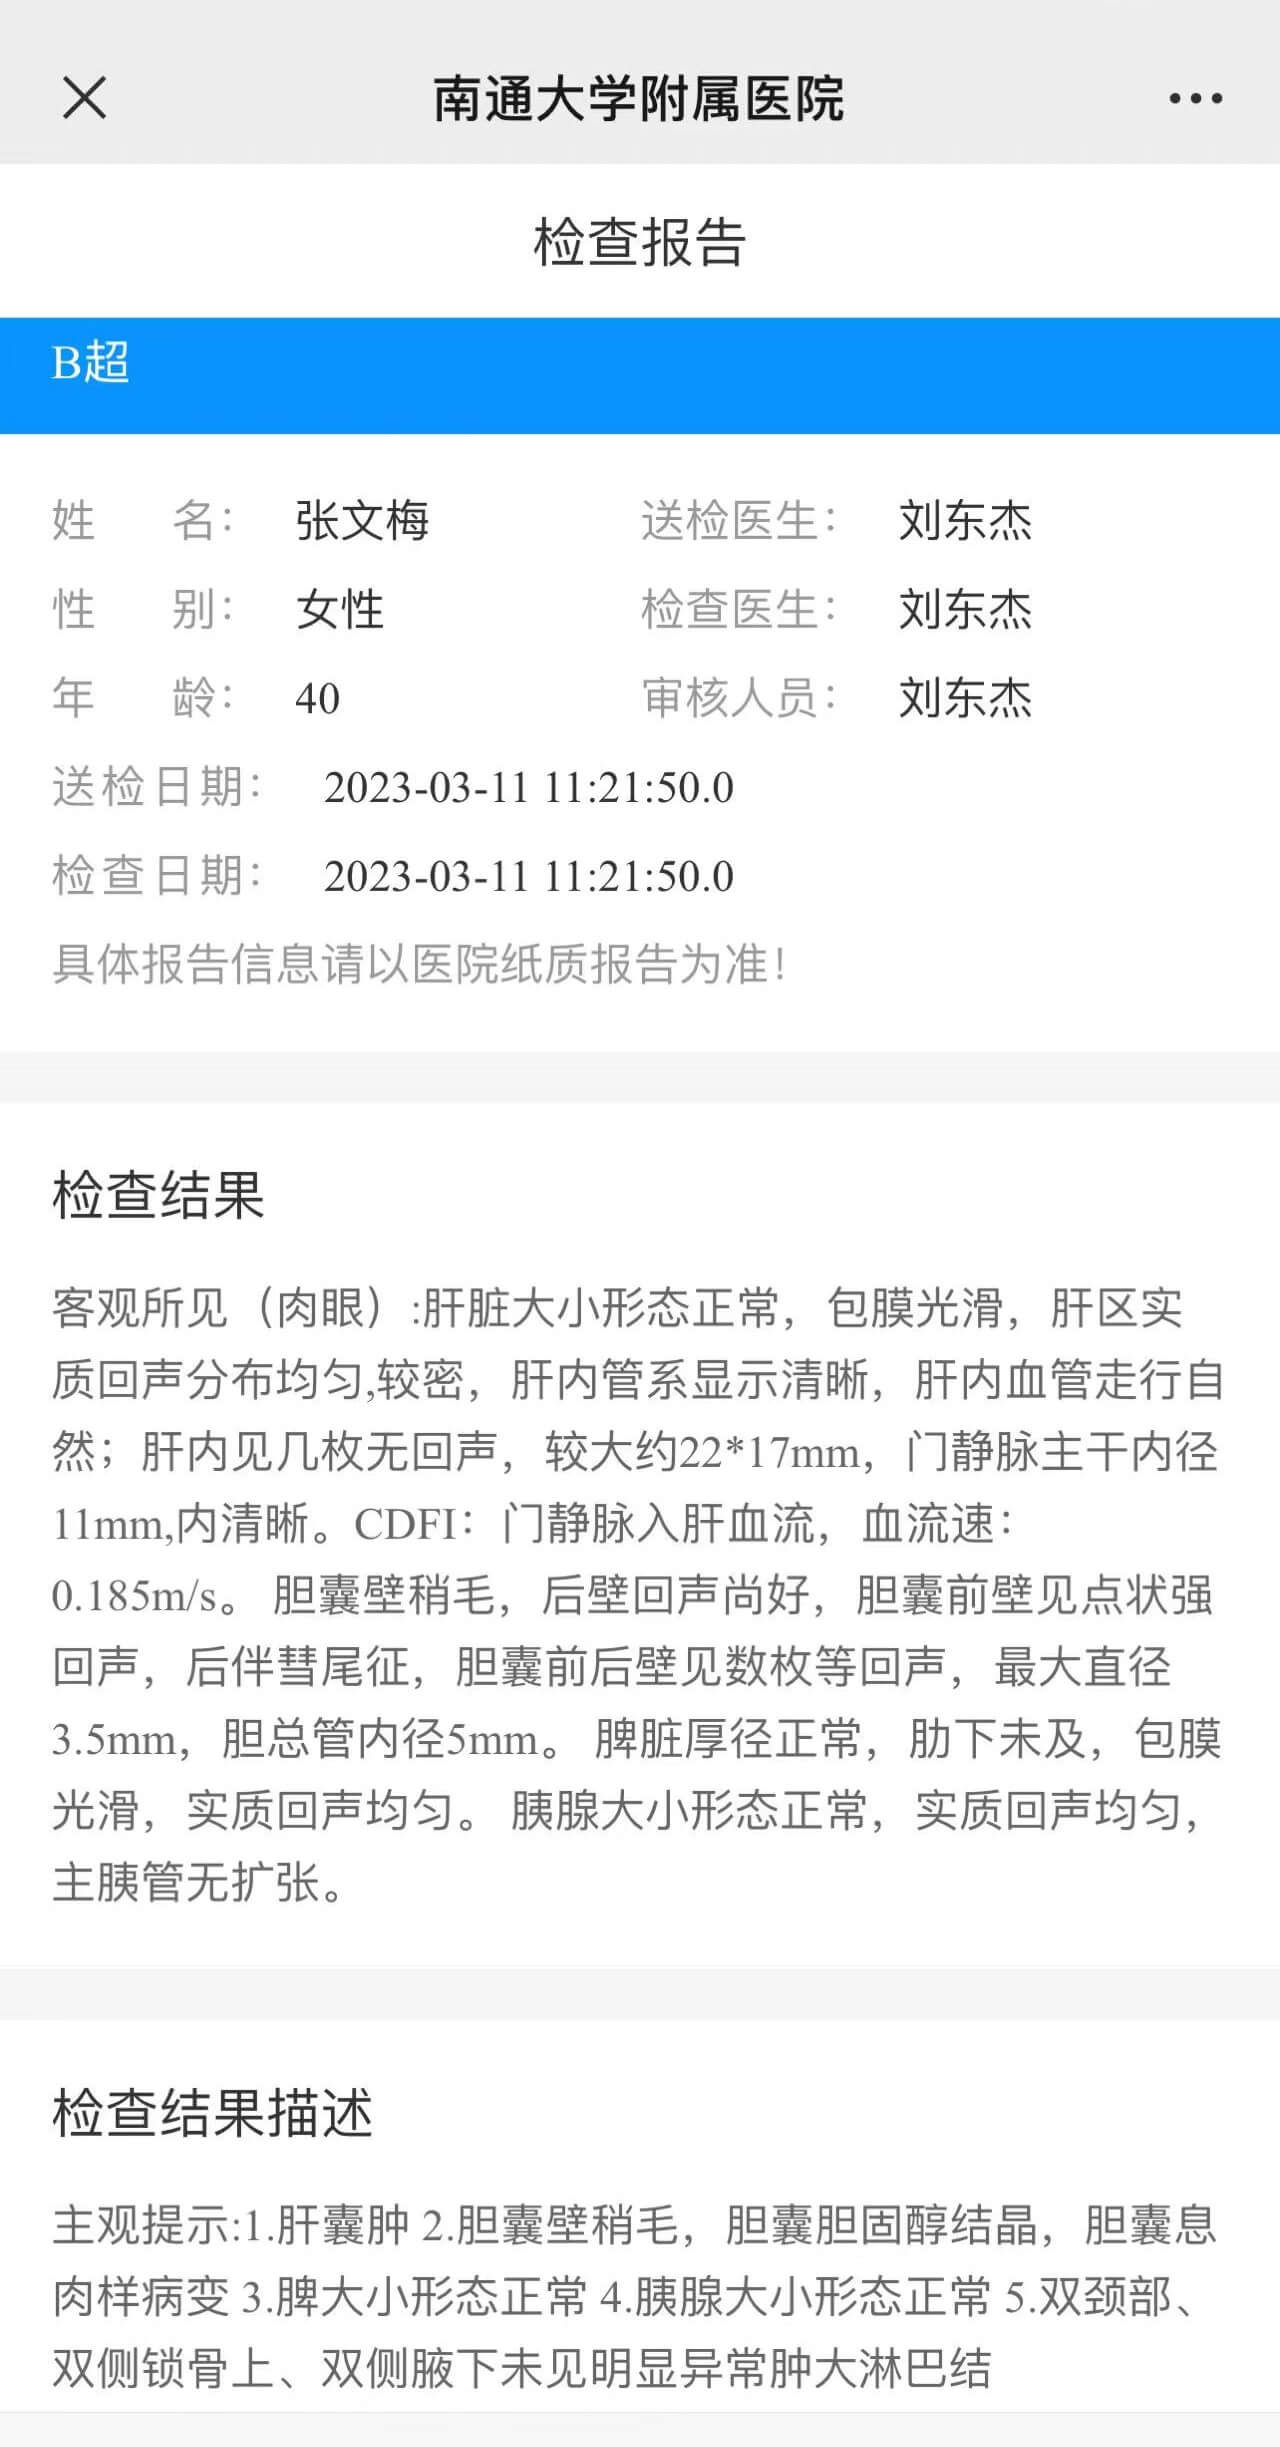 南通大学附属医院
检查报告
B超
姓 名： 张文梅 送检医生： 刘东杰
性 别： 女性 检查医生： 刘东杰
年 龄： 40 审核人员： 刘东杰
送检日期： 2023-03-11 11:21:50.0
检查日期： 2023-03-11 11:21:50.0
具体报告信息请以医院纸质报告为准！
检查结果
客观所见（肉眼）:肝脏大小形态正常，包膜光滑，肝区实
质回声分布均匀,较密，肝内管系显示清晰，肝内血管走行自
然；肝内见几枚无回声，较大约22*17mm，门静脉主干内径
11mm,内清晰。CDFI：门静脉入肝血流，血流速：
0.185m/s。 胆囊壁稍毛，后壁回声尚好，胆囊前壁见点状强
回声，后伴彗尾征，胆囊前后壁见数枚等回声，最大直径
3.5mm，胆总管内径5mm。 脾脏厚径正常，肋下未及，包膜
光滑，实质回声均匀。 胰腺大小形态正常，实质回声均匀，
主胰管无扩张。
检查结果描述
主观提示:1.肝囊肿 2.胆囊壁稍毛，胆囊胆固醇结晶，胆囊息
肉样病变 3.脾大小形态正常 4.胰腺大小形态正常 5.双颈部、
双侧锁骨上、双侧腋下未见明显异常肿大淋巴结